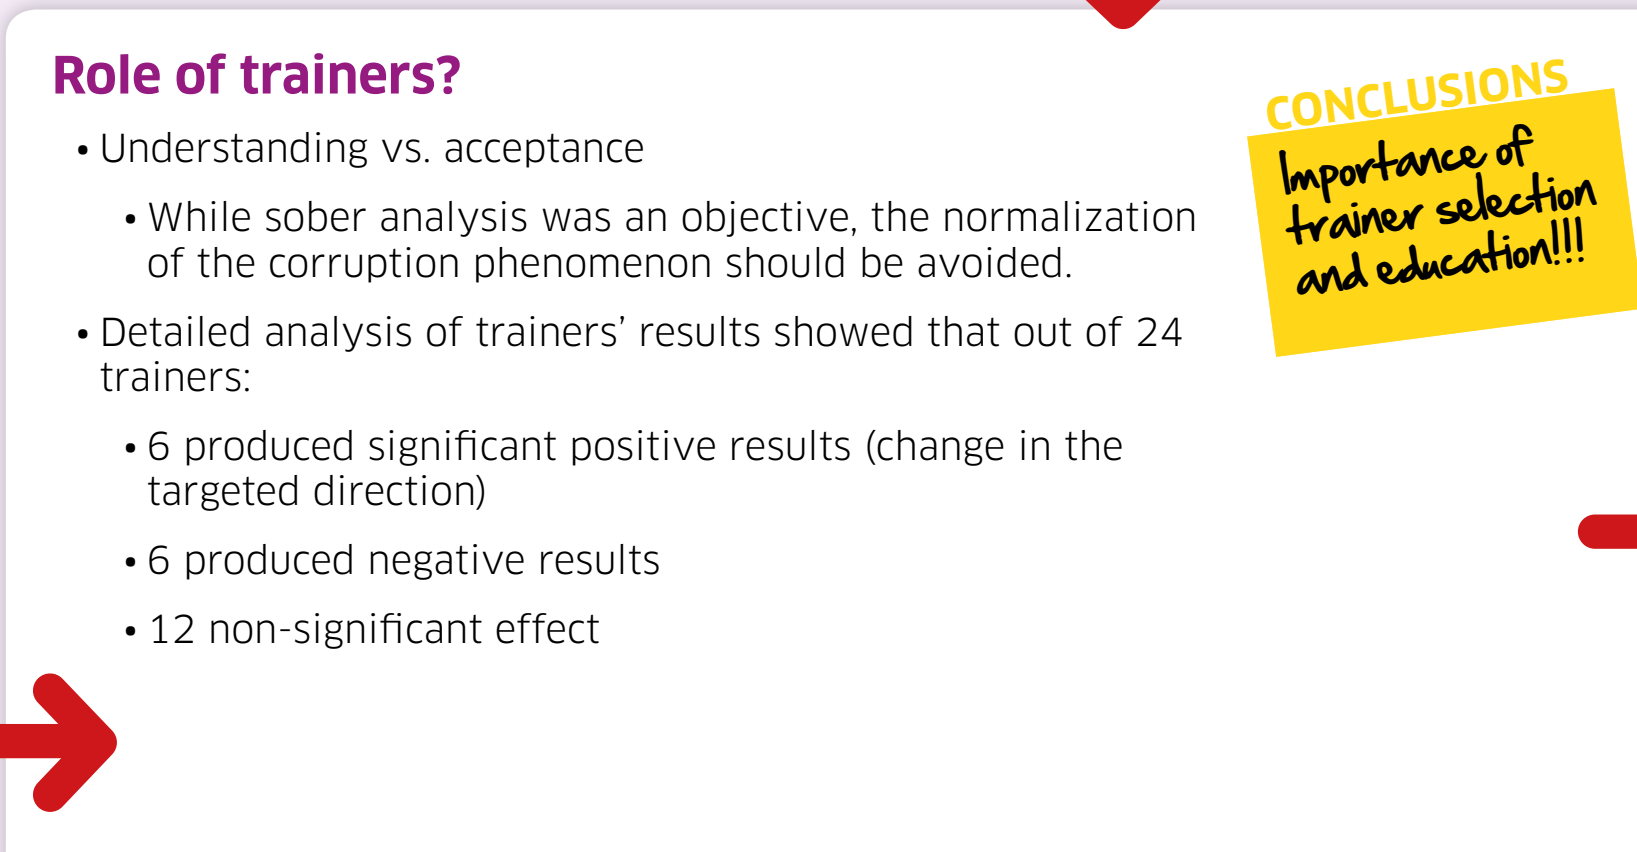 Role of trainers?
• Understanding vs. acceptance
• While sober analysis was an objective, the normalization
of the corruption phenomenon should be avoided.
• Detailed analysis of trainers’ results showed that out of 24
trainers:
• 6 produced significant positive results (change in the
targeted direction)
• 6 produced negative results
• 12 non-significant effect
CONCLUSIONS
Importance of
trainer selection
and education!!!